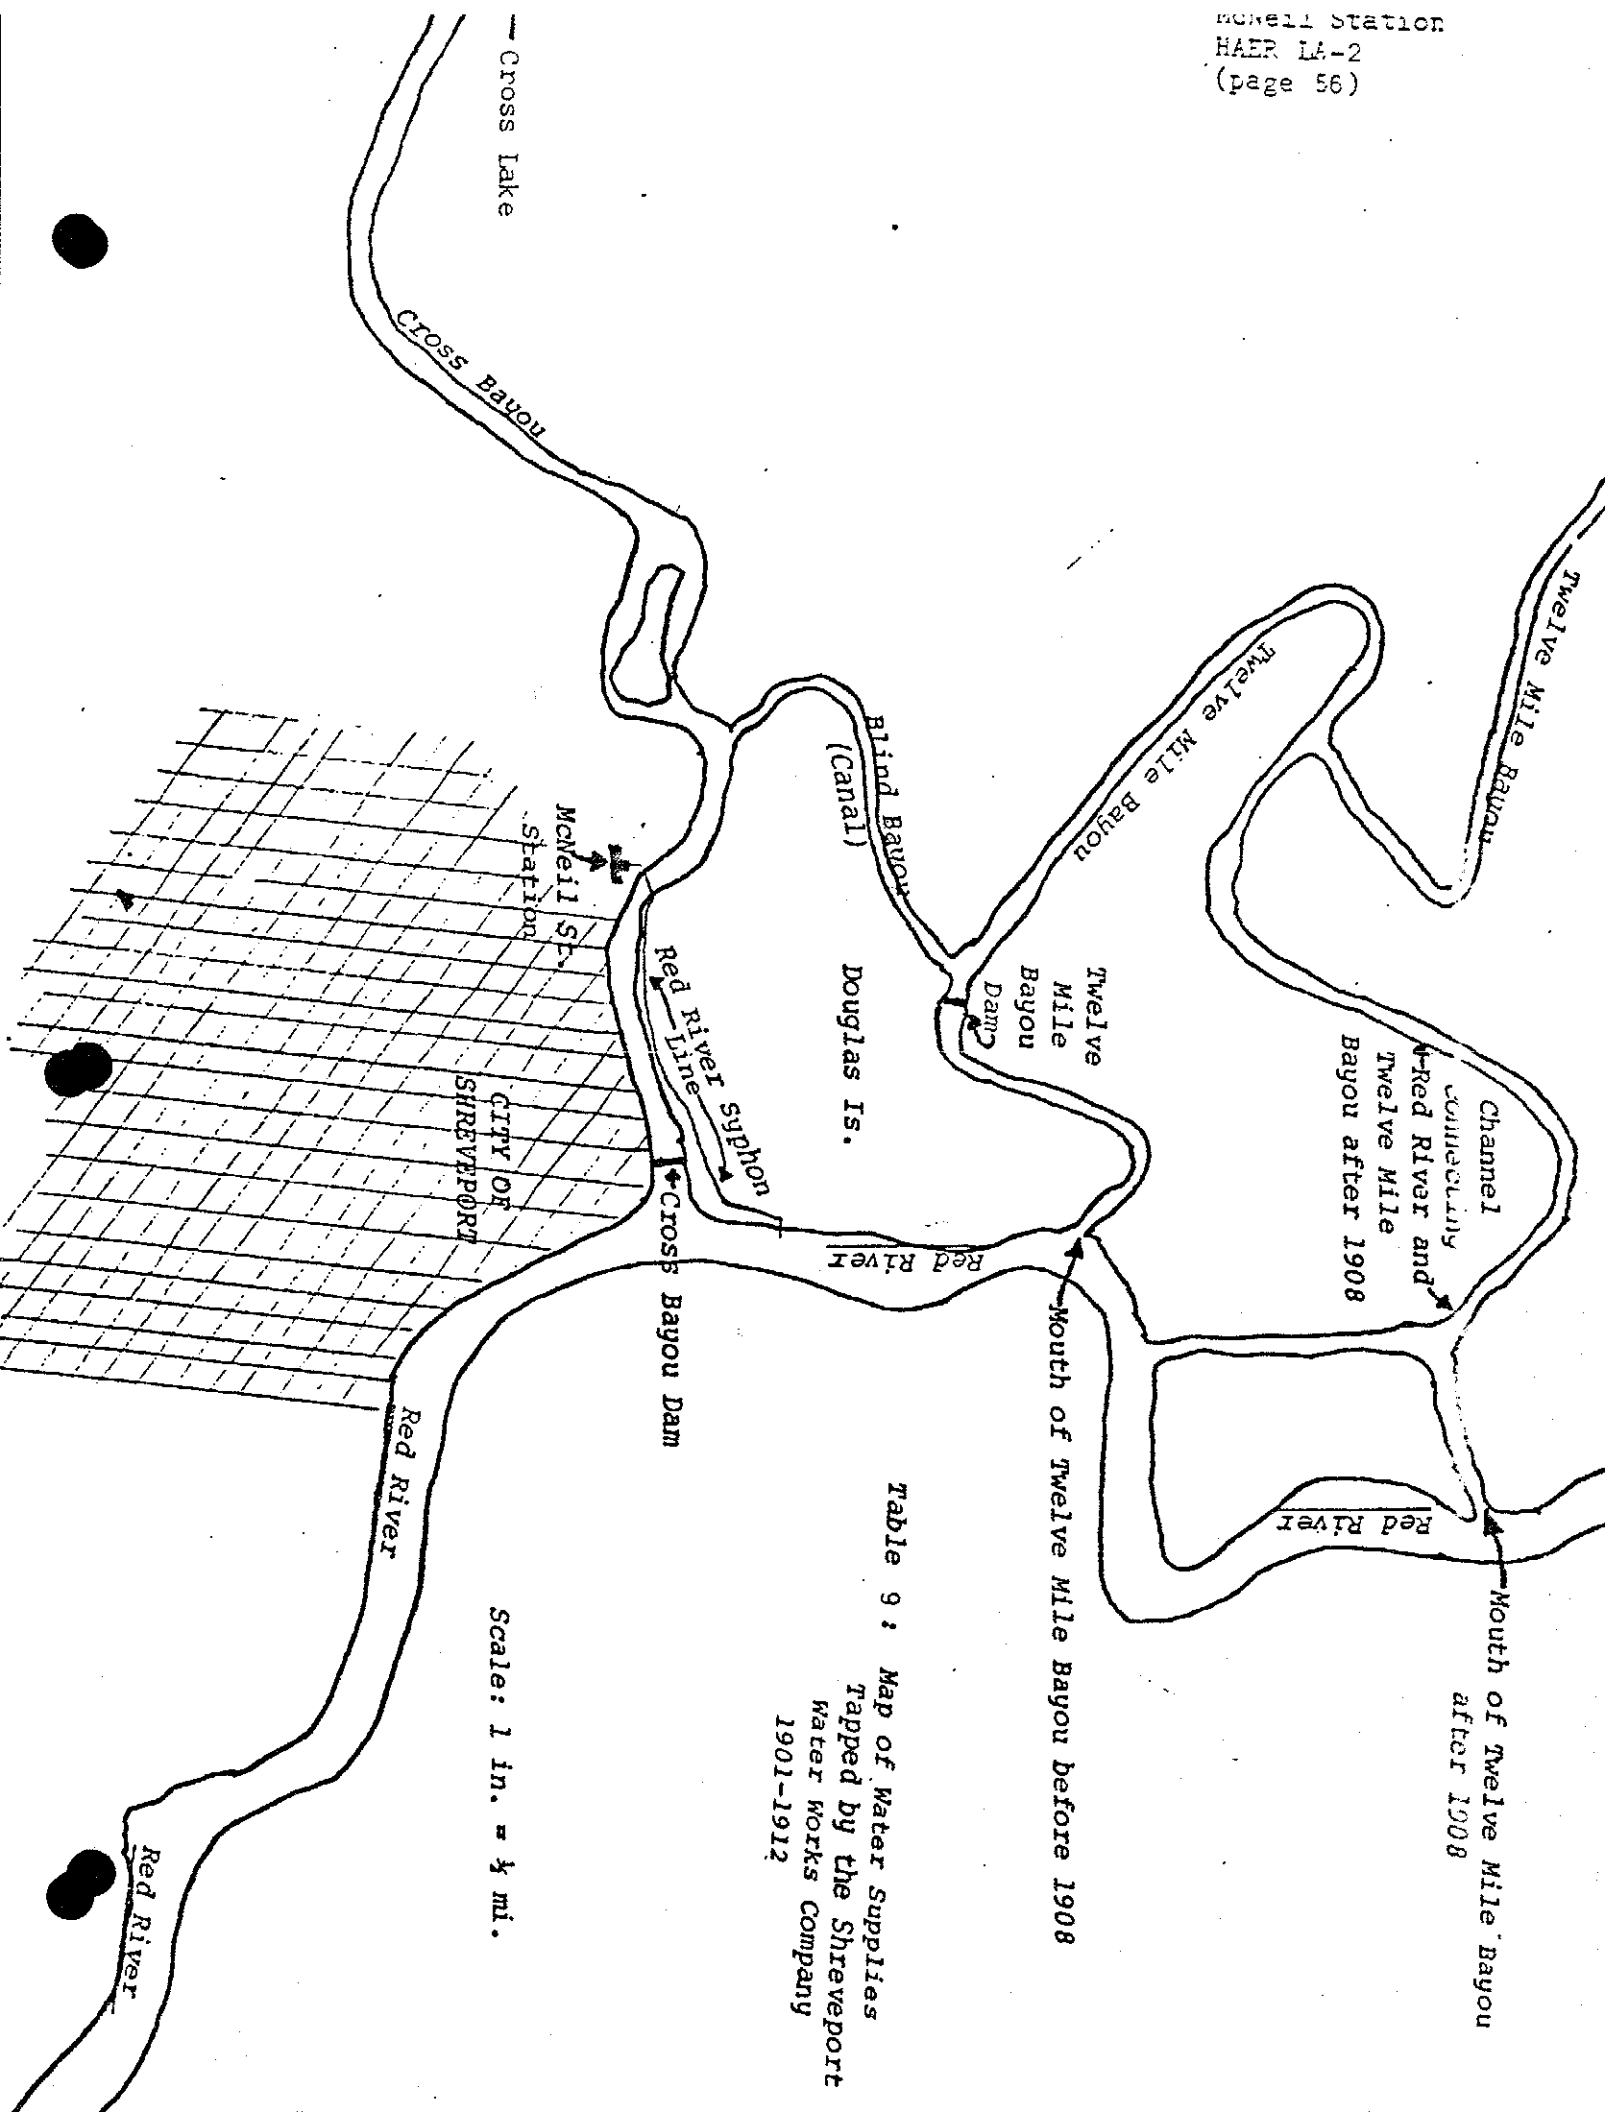 McNeil Station
HAER LA-2
(page 56)
Cross Lake
Cross Bayou
Twelve Mile Bayou
Twelve Mile Bayou
Blind Bayou
(Canal)
McNeil St.
Station
Red River Syphon
Line
Douglas Is.
Twelve
Mile
Bayou
Dam
Channel
connecting
Red River and
Twelve Mile
Bayou after 1908
CITY OF
SHREVEPORT
Cross Bayou Dam
Red River
Mouth of Twelve Mile Bayou before 1908
Red River
Mouth of Twelve Mile Bayou
after 1908
Red River
Red River
Table 9: Map of Water Supplies
Tapped by the Shreveport
Water Works Company
1901-1912
Scale: 1 in. = ¼ mi.